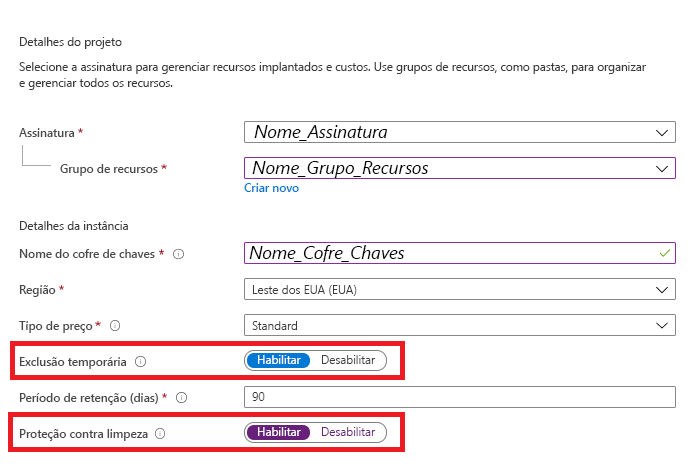 Detalhes do projeto
Selecione a assinatura para gerenciar recursos implantados e custos. Use grupos de recursos, como pastas, para organizar
e gerenciar todos os recursos.
Assinatura * Nome_Assinatura
Grupo de recursos * Nome_Grupo_Recursos
Criar novo
Detalhes da instância
Nome do cofre de chaves * Nome_Cofre_Chaves
Região * Leste dos EUA (EUA)
Tipo de preço * Standard
Exclusão temporária Habilitar Desabilitar
Período de retenção (dias) * 90
Proteção contra limpeza Habilitar Desabilitar